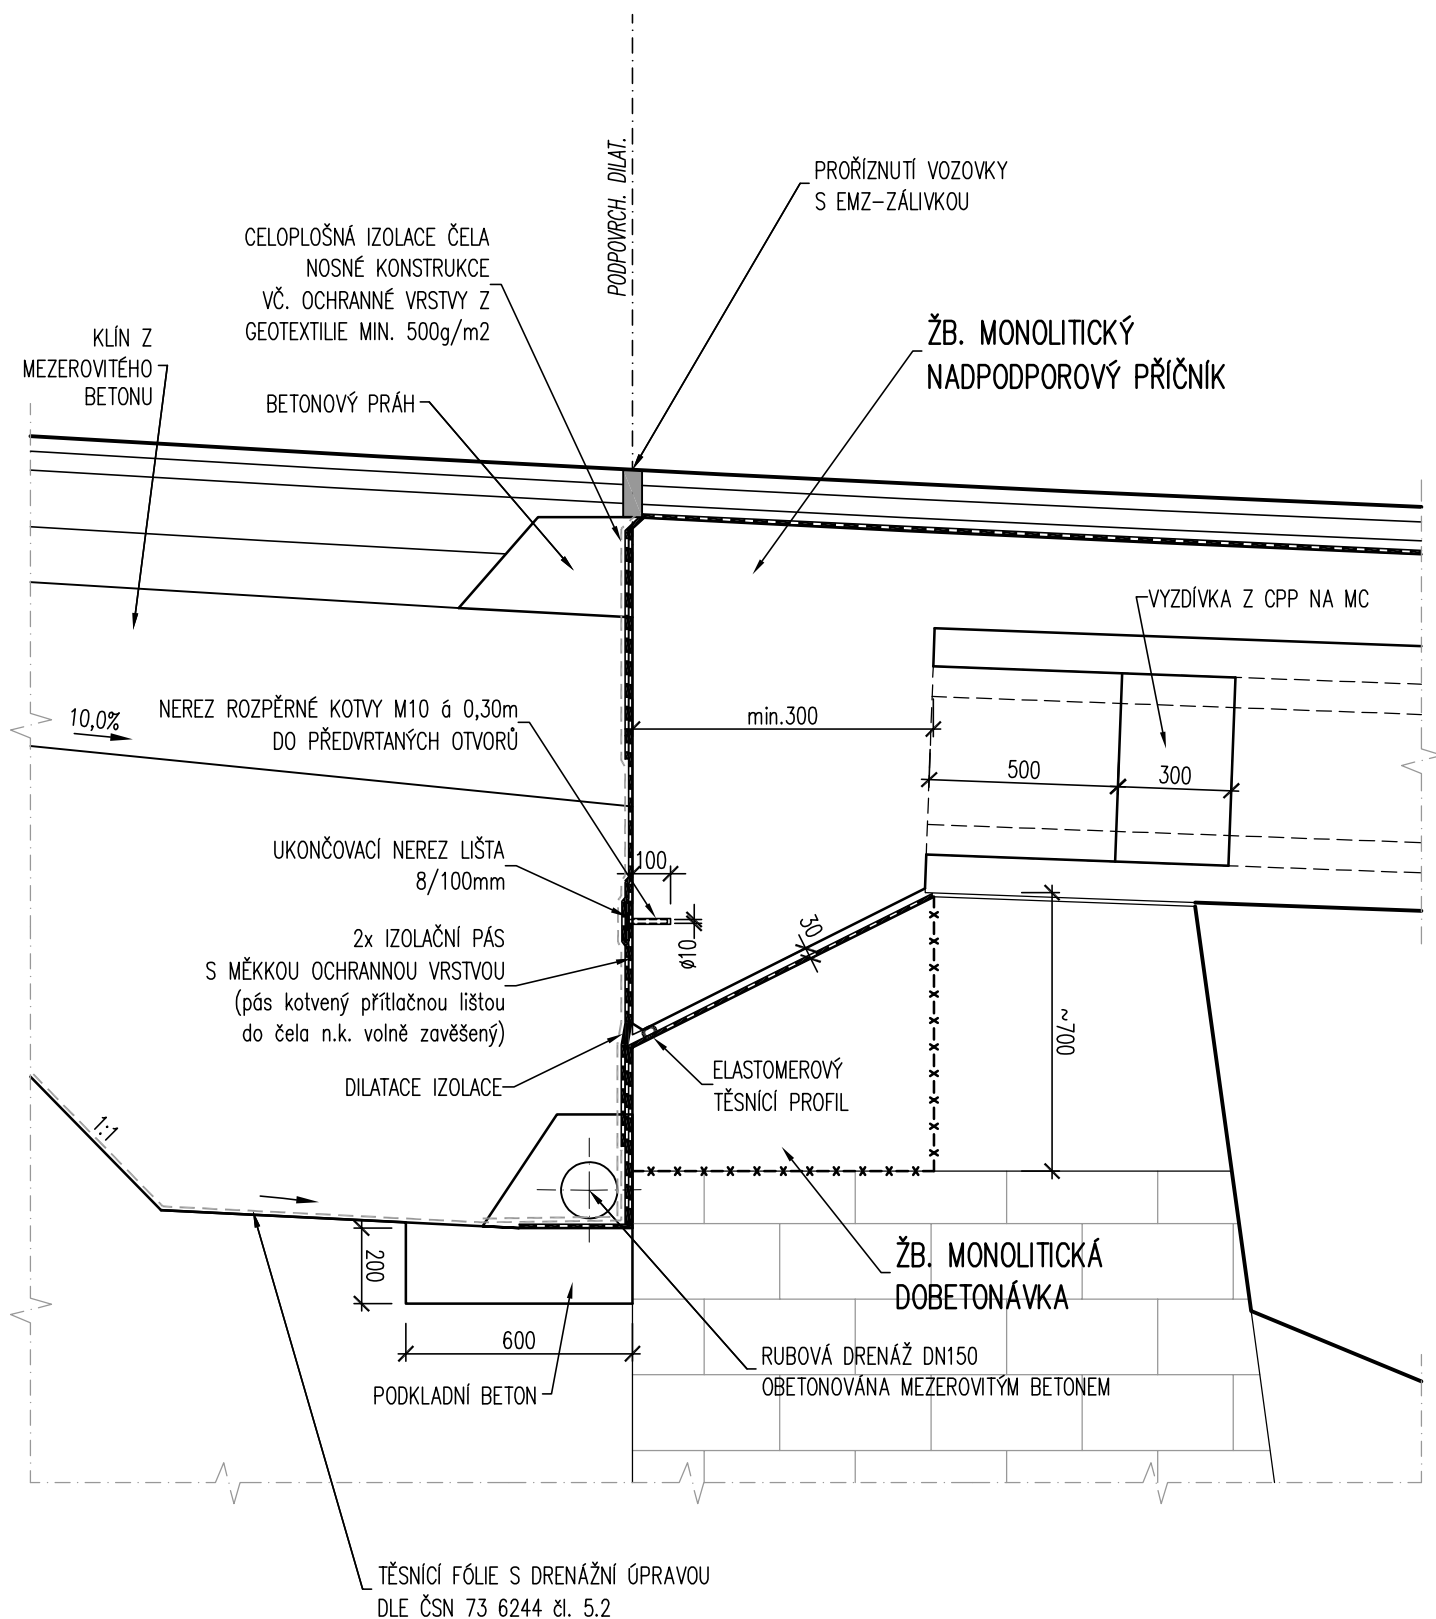 PODPOVRCH. DILAT.
PROŘÍZNUTÍ VOZOVKY
S EMZ-ZÁLIVKOU
CELOPLOŠNÁ IZOLACE ČELA
NOSNÉ KONSTRUKCE
VČ. OCHRANNÉ VRSTVY Z
GEOTEXTILIE MIN. 500g/m2
KLÍN Z
MEZEROVITÉHO
BETONU
BETONOVÝ PRÁH
ŽB. MONOLITICKÝ
NADPODPOROVÝ PŘÍČNÍK
VYZDÍVKA Z CPP NA MC
10,0%
NEREZ ROZPĚRNÉ KOTVY M10 á 0,30m
DO PŘEDVRTANÝCH OTVORŮ
min.300
500
300
UKONČOVACÍ NEREZ LIŠTA
8/100mm
100
ø10
30
2x IZOLAČNÍ PÁS
S MĚKKOU OCHRANNOU VRSTVOU
(pás kotvený přítlačnou lištou
do čela n.k. volně zavěšený)
~700
DILATACE IZOLACE
ELASTOMEROVÝ
TĚSNÍCÍ PROFIL
1:1
200
ŽB. MONOLITICKÁ
DOBETONÁVKA
600
PODKLADNÍ BETON
RUBOVÁ DRENÁŽ DN150
OBETONOVÁNA MEZEROVITÝM BETONEM
TĚSNÍCÍ FÓLIE S DRENÁŽNÍ ÚPRAVOU
DLE ČSN 73 6244 čl. 5.2